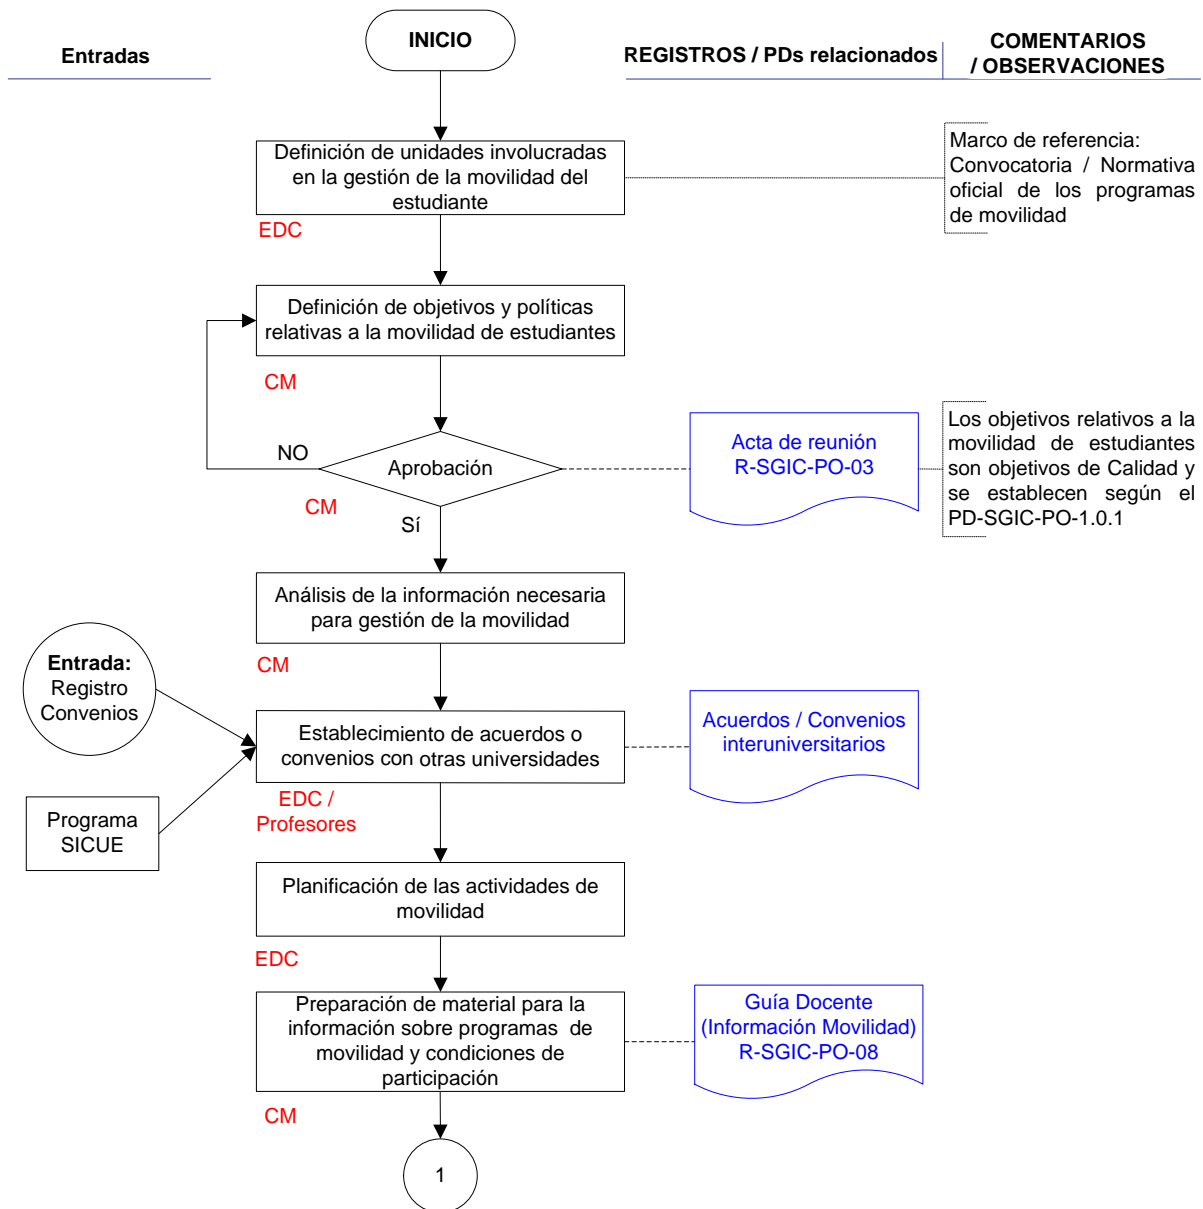 Entradas
INICIO
REGISTROS / PDs relacionados
COMENTARIOS
/ OBSERVACIONES
Definición de unidades involucradas
en la gestión de la movilidad del
estudiante
EDC
Marco de referencia:
Convocatoria / Normativa
oficial de los programas
de movilidad
Definición de objetivos y políticas
relativas a la movilidad de estudiantes
CM
NO
Aprobación
CM
Sí
Acta de reunión
R-SGIC-PO-03
Los objetivos relativos a la
movilidad de estudiantes
son objetivos de Calidad y
se establecen según el
PD-SGIC-PO-1.0.1
Análisis de la información necesaria
para gestión de la movilidad
CM
Entrada:
Registro
Convenios
Establecimiento de acuerdos o
convenios con otras universidades
EDC /
Profesores
Acuerdos / Convenios
interuniversitarios
Programa
SICUE
Planificación de las actividades de
movilidad
EDC
Preparación de material para la
información sobre programas de
movilidad y condiciones de
participación
CM
Guía Docente
(Información Movilidad)
R-SGIC-PO-08
1